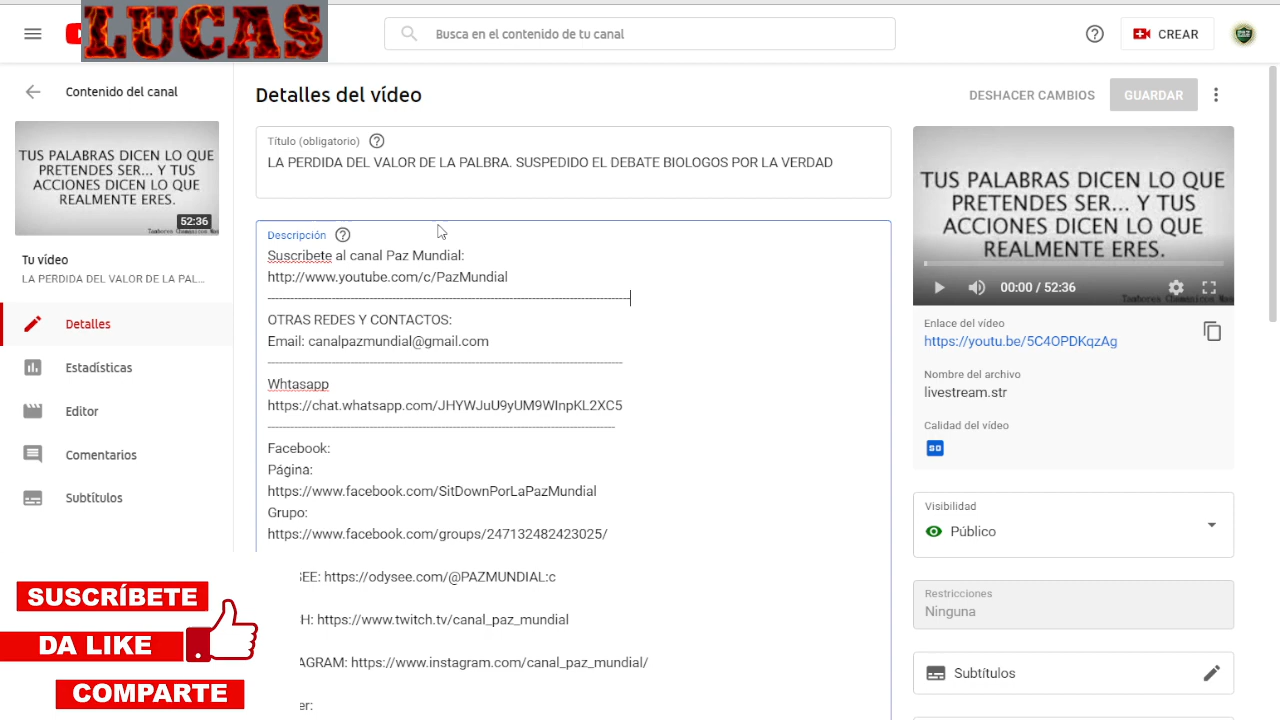 LUCAS
Busca en el contenido de tu canal
CREAR
Contenido del canal
TUS PALABRAS DICEN LO QUE
PRETENDES SER... Y TUS
ACCIONES DICEN LO QUE
REALMENTE ERES.
52:36
Tu vídeo
LA PERDIDA DEL VALOR DE LA PAL...
Detalles
Estadísticas
Editor
Comentarios
Subtítulos
SUSCRÍBETE
DA LIKE
COMPARTE
Detalles del vídeo
DESHACER CAMBIOS
GUARDAR
Título (obligatorio)
LA PERDIDA DEL VALOR DE LA PALBRA. SUSPEDIDO EL DEBATE BIOLOGOS POR LA VERDAD
Descripción
Suscribete al canal Paz Mundial:
http://www.youtube.com/c/PazMundial
OTRAS REDES Y CONTACTOS:
Email: canalpazmundial@gmail.com
Whtasapp
https://chat.whatsapp.com/JHYWJuU9yUM9WInpKL2XC5
Facebook:
Página:
https://www.facebook.com/SitDownPorLaPazMundial
Grupo:
https://www.facebook.com/groups/247132482423025/
SEE: https://odysee.com/@PAZMUNDIAL:c
H: https://www.twitch.tv/canal_paz_mundial
AGRAM: https://www.instagram.com/canal_paz_mundial/
er:
TUS PALABRAS DICEN LO QUE
PRETENDES SER... Y TUS
ACCIONES DICEN LO QUE
REALMENTE ERES.
00:00 / 52:36
Enlace del vídeo
https://youtu.be/5C4OPDKqzAg
Nombre del archivo
livestream.str
Calidad del vídeo
SD
Visibilidad
Público
Restricciones
Ninguna
Subtítulos